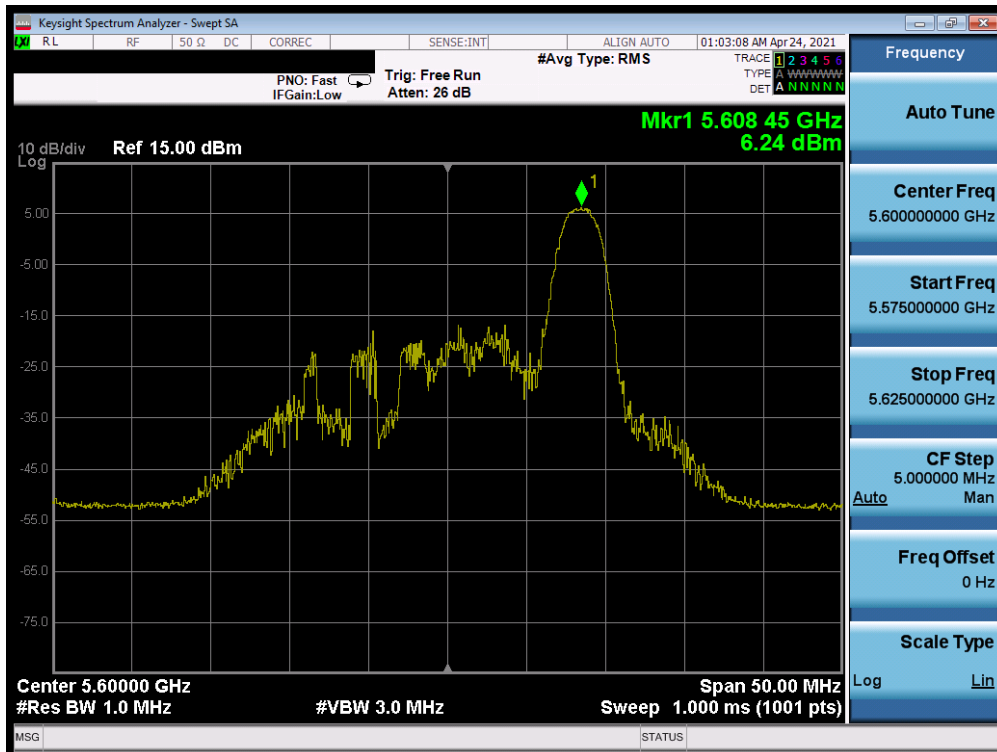 Keysight Spectrum Analyzer - Swept SA
LXI RL RF 50 Ω DC CORREC SENSE:INT ALIGN AUTO 01:03:08 AM Apr 24, 2021
#Avg Type: RMS TRACE 1 2 3 4 5 6
PNO: Fast Trig: Free Run TYPE A WWWWW
IFGain:Low Atten: 26 dB DET A N N N N N
Mkr1 5.608 45 GHz
6.24 dBm
10 dB/div Ref 15.00 dBm
Log
1
5.00
-5.00
-15.0
-25.0
-35.0
-45.0
-55.0
-65.0
-75.0
Center 5.60000 GHz Span 50.00 MHz
#Res BW 1.0 MHz #VBW 3.0 MHz Sweep 1.000 ms (1001 pts)
MSG STATUS
Frequency
Auto Tune
Center Freq
5.600000000 GHz
Start Freq
5.575000000 GHz
Stop Freq
5.625000000 GHz
CF Step
5.000000 MHz
Auto Man
Freq Offset
0 Hz
Scale Type
Log Lin